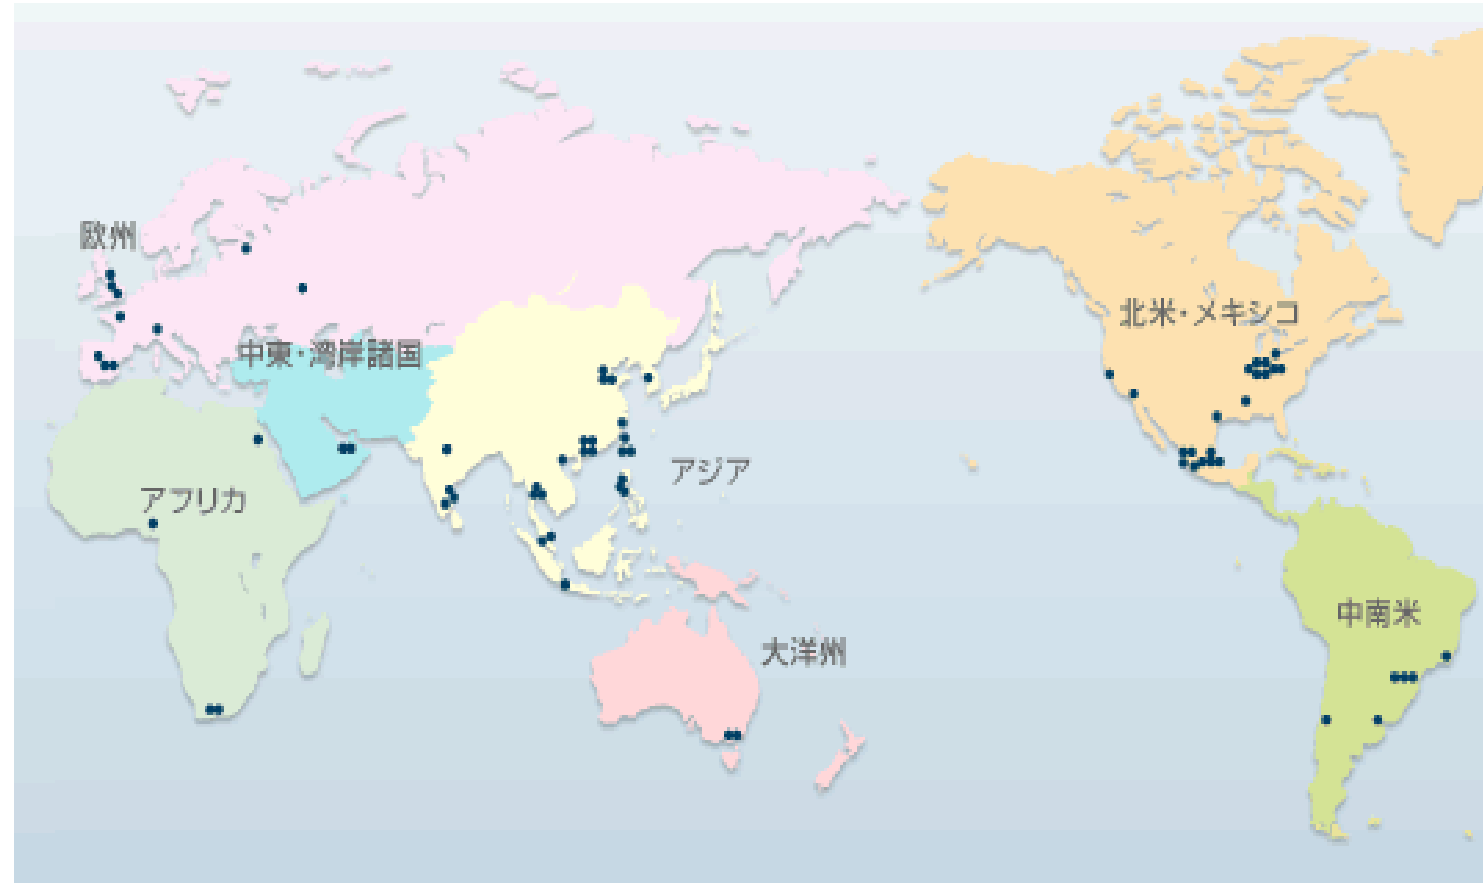 欧州
北米・メキシコ
中東・湾岸諸国
アジア
アフリカ
中南米
大洋州